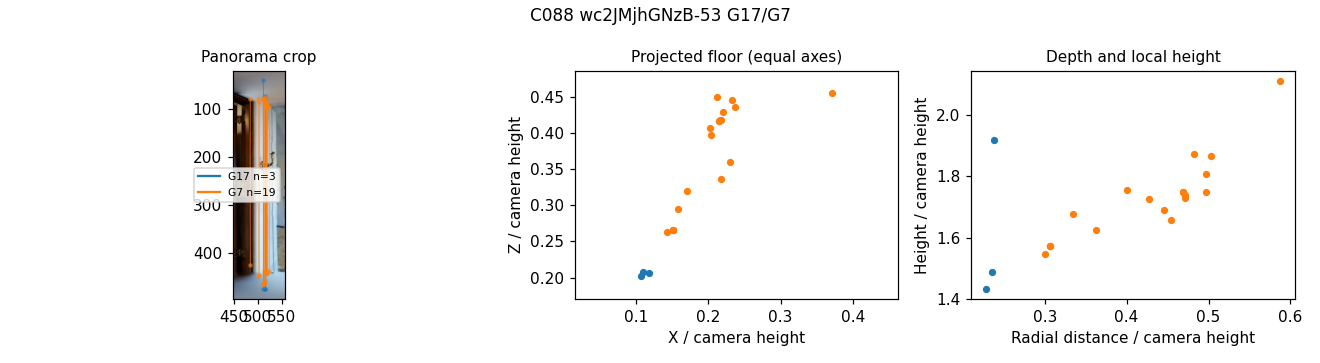 C088 wc2JMjhGNzB-53 G17/G7
Panorama crop
100
200
300
400
450
500
550
G17 n=3
G7 n=19
Projected floor (equal axes)
Z / camera height
0.45
0.40
0.35
0.30
0.25
0.20
0.1
0.2
0.3
0.4
X / camera height
Depth and local height
Height / camera height
2.0
1.8
1.6
1.4
0.3
0.4
0.5
0.6
Radial distance / camera height